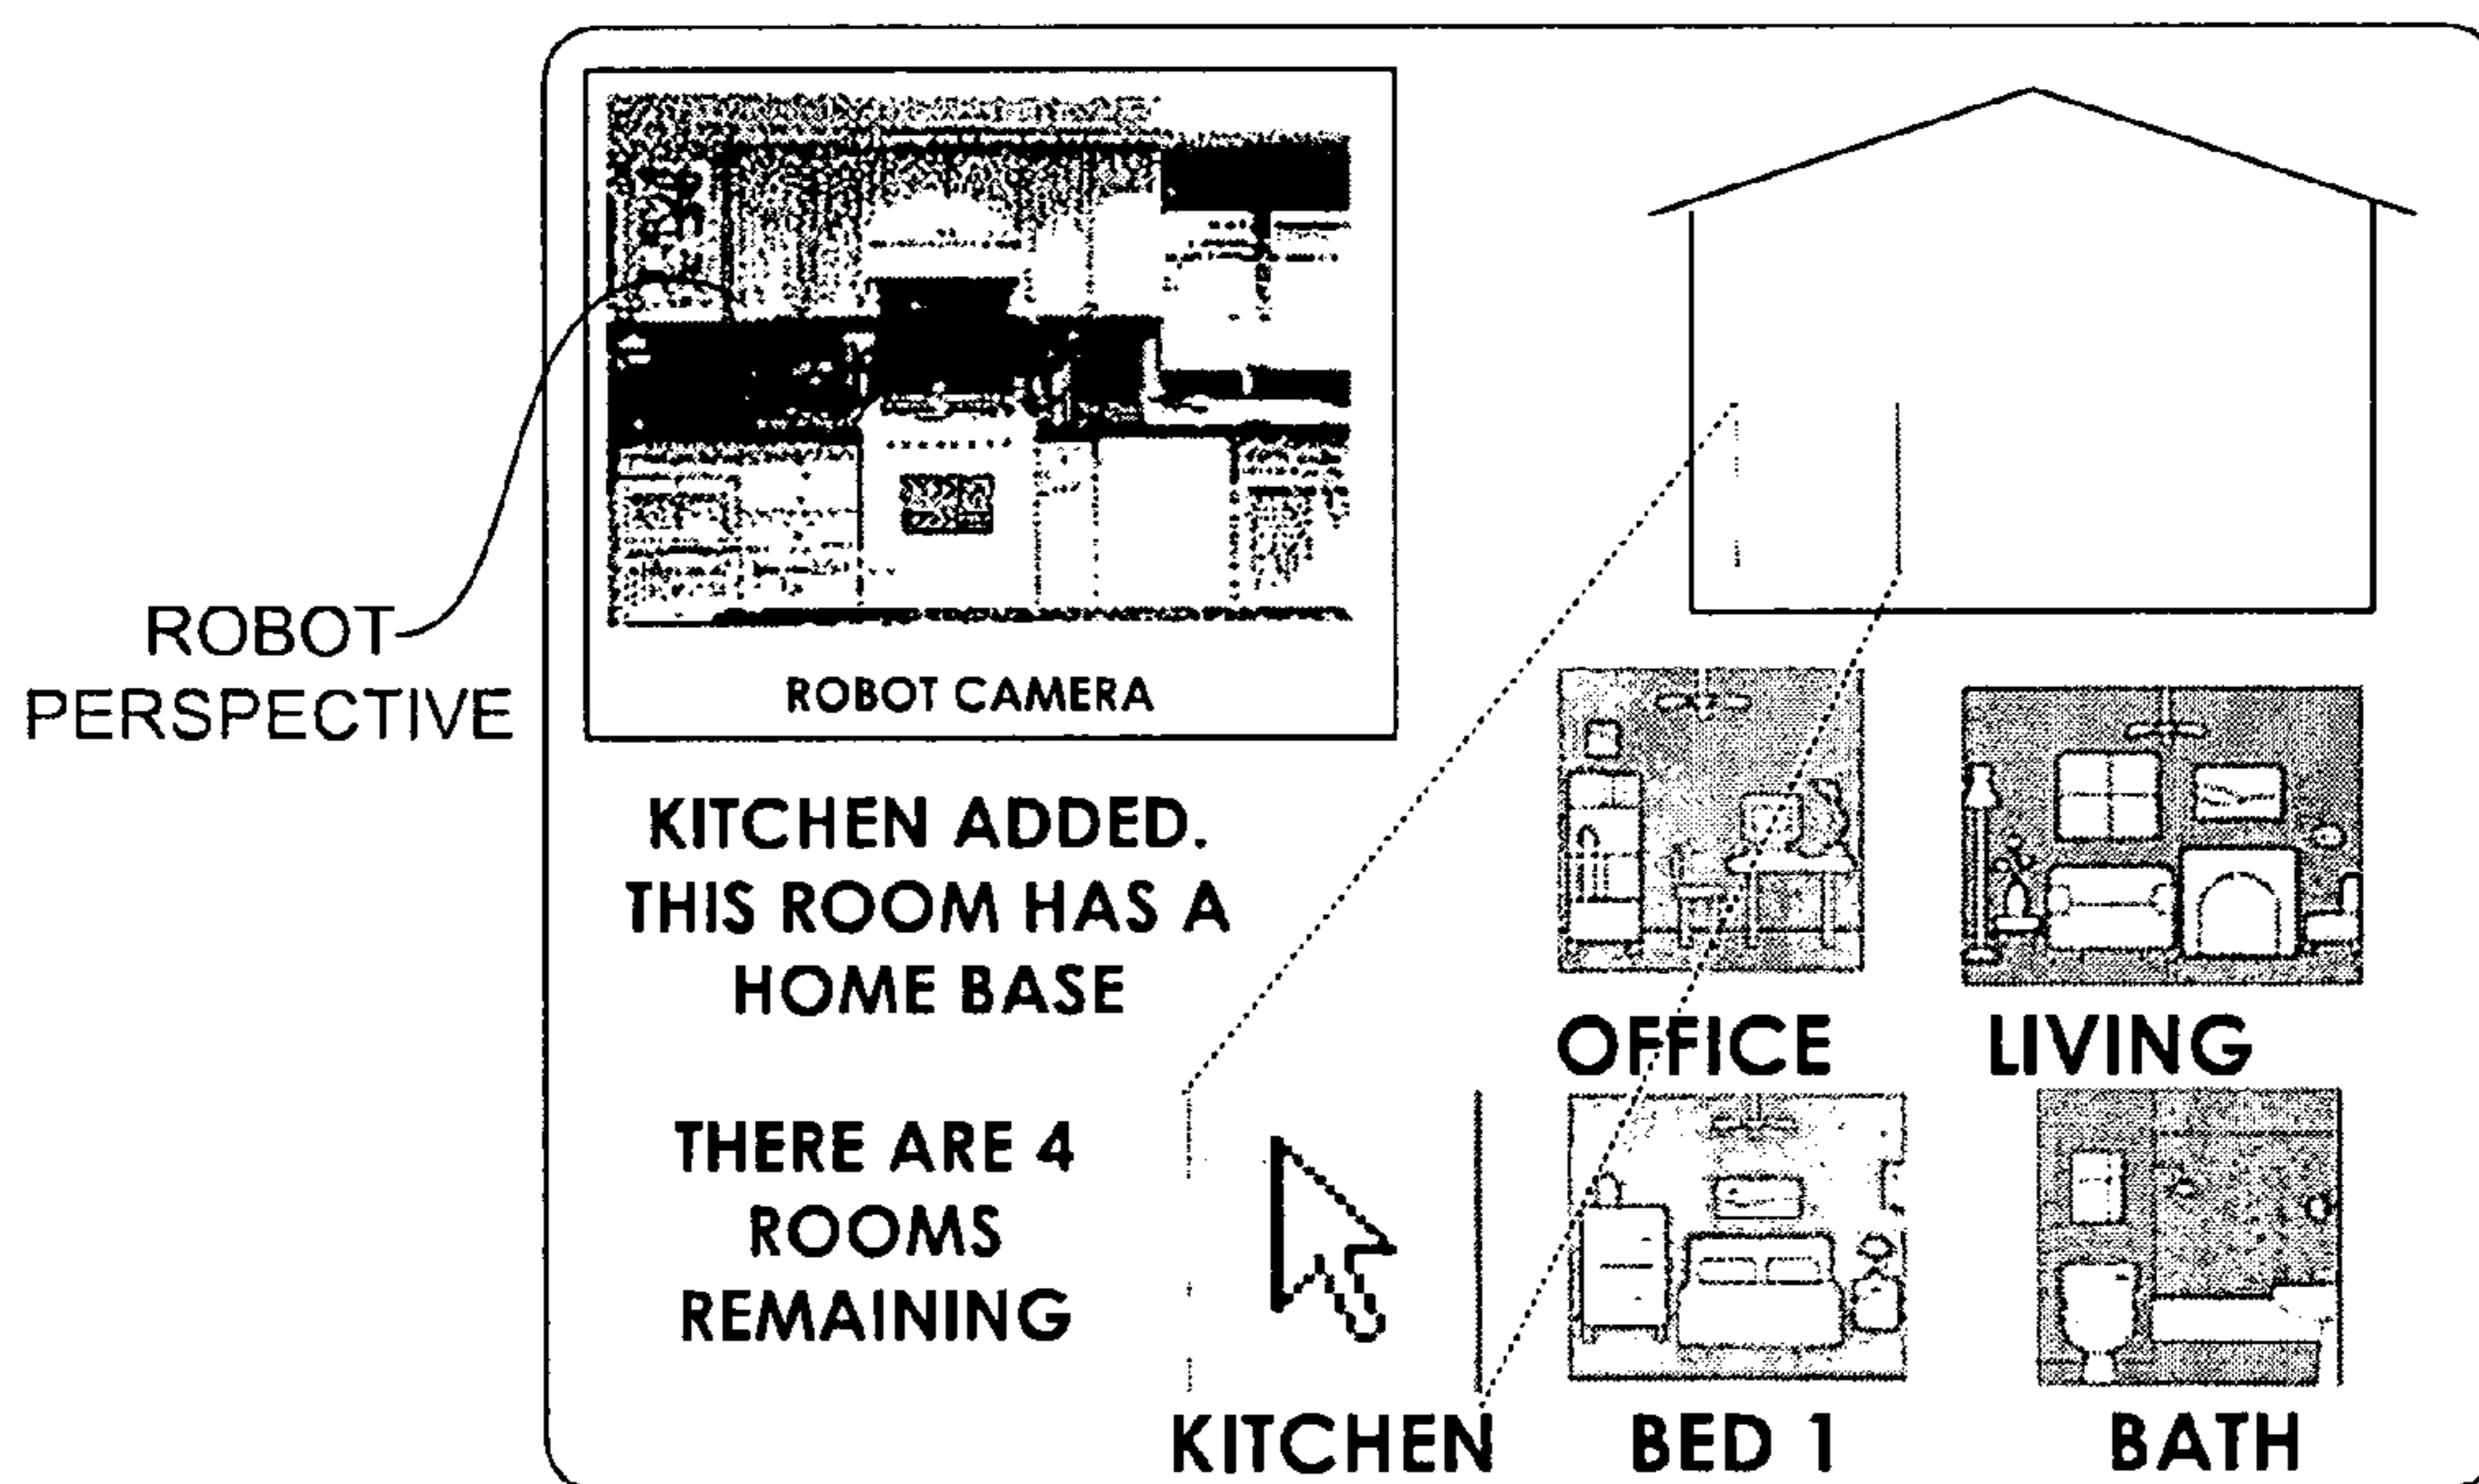 ROBOT
PERSPECTIVE
ROBOT CAMERA
KITCHEN ADDED.
THIS ROOM HAS A
HOME BASE
THERE ARE 4
ROOMS
REMAINING
OFFICE
LIVING
KITCHEN
BED 1
BATH